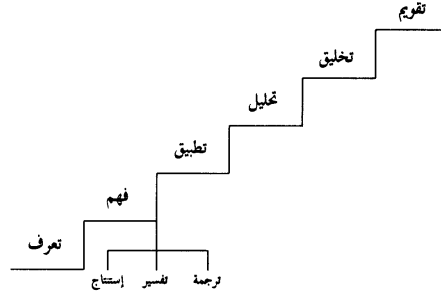 تقويم
تخليق
تحليل
تطبيق
فهم
تعرف
ترجمة تفسير إستنتاج